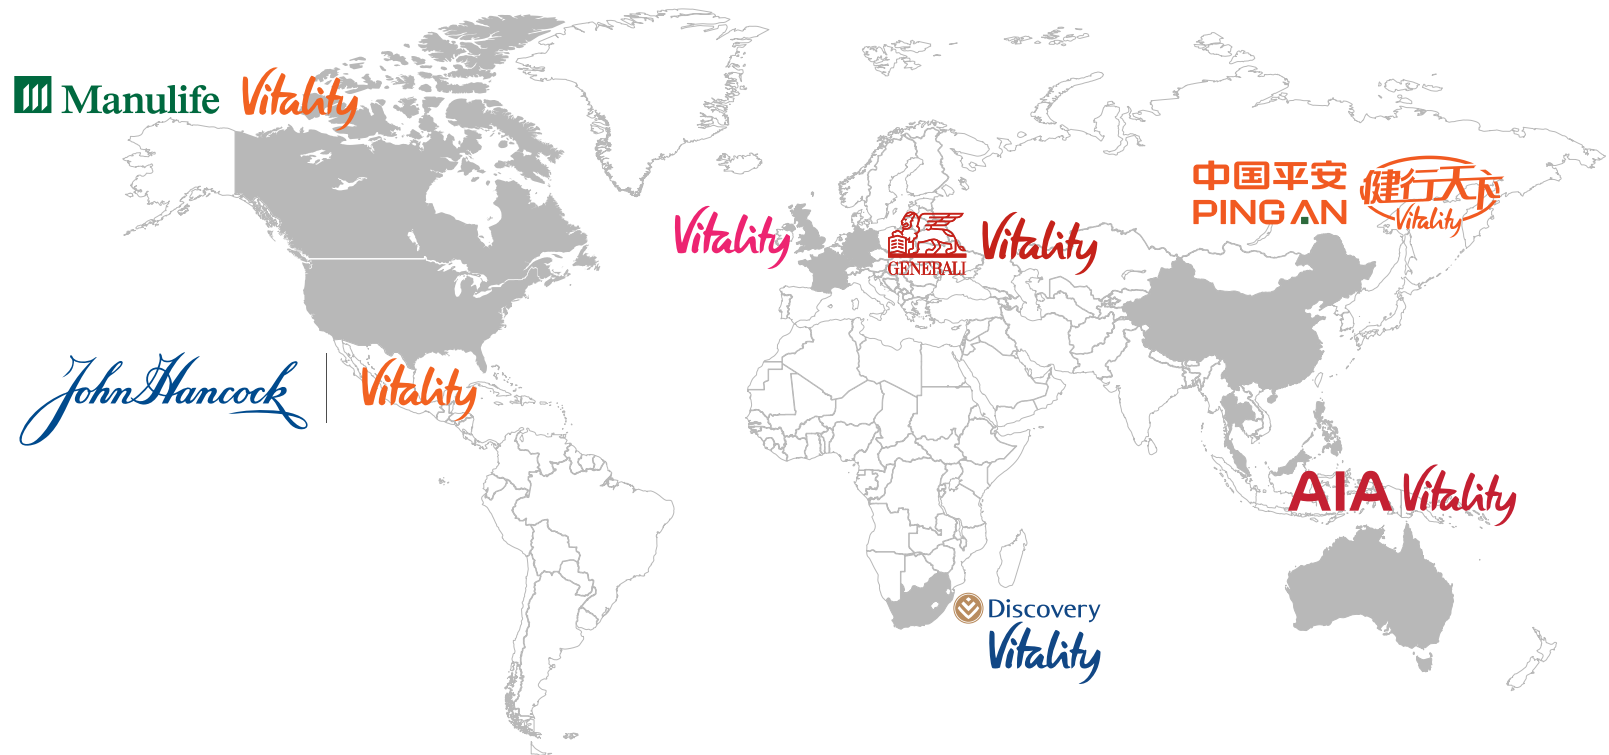 Manulife Vitality
中国平安 健行天下
PING AN Vitality
Vitality
GENERALI Vitality
John Hancock Vitality
AIA Vitality
Discovery
Vitality